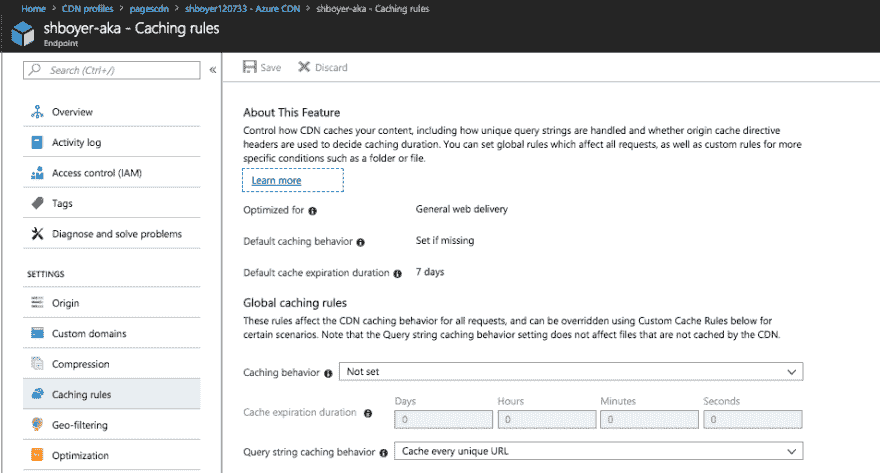 Home > CDN profiles > pagescdn > shboyer120733 - Azure CDN > shboyer-aka - Caching rules
shboyer-aka - Caching rules
Endpoint
Search (Ctrl+/)
«
Overview
Activity log
Access control (IAM)
Tags
Diagnose and solve problems
SETTINGS
Origin
Custom domains
Compression
Caching rules
Geo-filtering
Optimization
Save
Discard
About This Feature
Control how CDN caches your content, including how unique query strings are handled and whether origin cache directive
headers are used to decide caching duration. You can set global rules which affect all requests, as well as custom rules for more
specific conditions such as a folder or file.
Learn more
Optimized for General web delivery
Default caching behavior Set if missing
Default cache expiration duration 7 days
Global caching rules
These rules affect the CDN caching behavior for all requests, and can be overridden using Custom Cache Rules below for
certain scenarios. Note that the Query string caching behavior setting does not affect files that are not cached by the CDN.
Caching behavior Not set
Days Hours Minutes Seconds
Cache expiration duration 0 0 0 0
Query string caching behavior Cache every unique URL